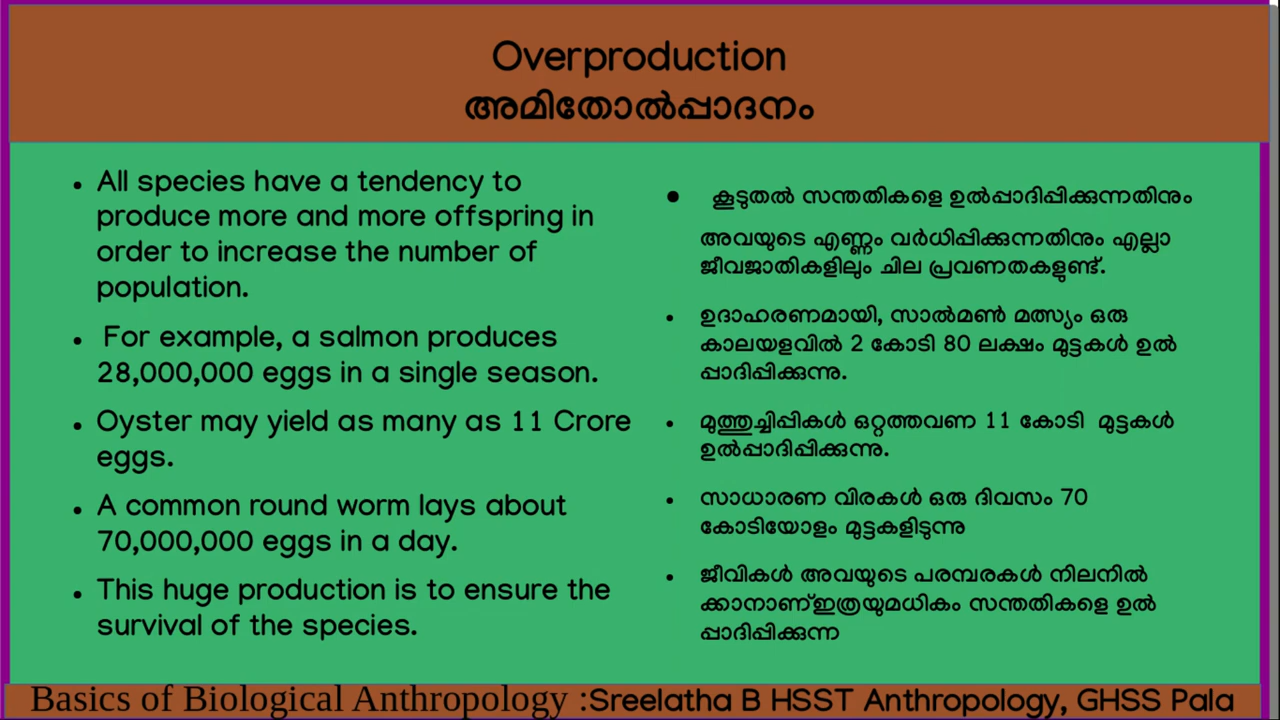 Overproduction
അമിതോൽപ്പാദനം
• All species have a tendency to
produce more and more offspring in
order to increase the number of
population.
• For example, a salmon produces
28,000,000 eggs in a single season.
• Oyster may yield as many as 11 Crore
eggs.
• A common round worm lays about
70,000,000 eggs in a day.
• This huge production is to ensure the
survival of the species.
• കൂടുതൽ സന്തതികളെ ഉൽപ്പാദിപ്പിക്കുന്നതിനും
അവയുടെ എണ്ണം വർധിപ്പിക്കുന്നതിനും എല്ലാ
ജീവജാതികളിലും ചില പ്രവണതകളുണ്ട്.
• ഉദാഹരണമായി, സാൽമൺ മത്സ്യം ഒരു
കാലയളവിൽ 2 കോടി 80 ലക്ഷം മുട്ടകൾ ഉൽ
പ്പാദിപ്പിക്കുന്നു.
• മുത്തുച്ചിപ്പികൾ ഒറ്റത്തവണ 11 കോടി മുട്ടകൾ
ഉൽപ്പാദിപ്പിക്കുന്നു.
• സാധാരണ വിരകൾ ഒരു ദിവസം 70
കോടിയോളം മുട്ടകളിടുന്നു
• ജീവികൾ അവയുടെ പരമ്പരകൾ നിലനിൽ
ക്കാനാണ്ഇത്രയുമധികം സന്തതികളെ ഉൽ
പ്പാദിപ്പിക്കുന്ന
Basics of Biological Anthropology :Sreelatha B HSST Anthropology, GHSS Pala